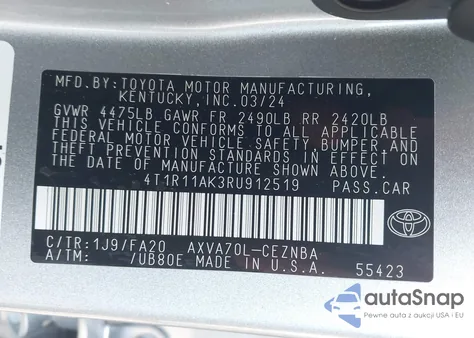 MFD.BY:TOYOTA MOTOR MANUFACTURING,
KENTUCKY,INC.03/24
GVWR 4475LB GAWR FR 2490LB RR 2420LB
THIS VEHICLE CONFORMS TO ALL APPLICABLE
FEDERAL MOTOR VEHICLE SAFETY,BUMPER,AND
THEFT PREVENTION STANDARDS IN EFFECT ON
THE DATE OF MANUFACTURE SHOWN ABOVE.
4T1R11AK3RU912519 PASS.CAR
C/TR:1J9/FA20 AXVA70L-CEZNBA
A/TM: /UB80E MADE IN U.S.A. 55423
TOYOTA
autoSnap
Pewne auta z aukcji USA i EU